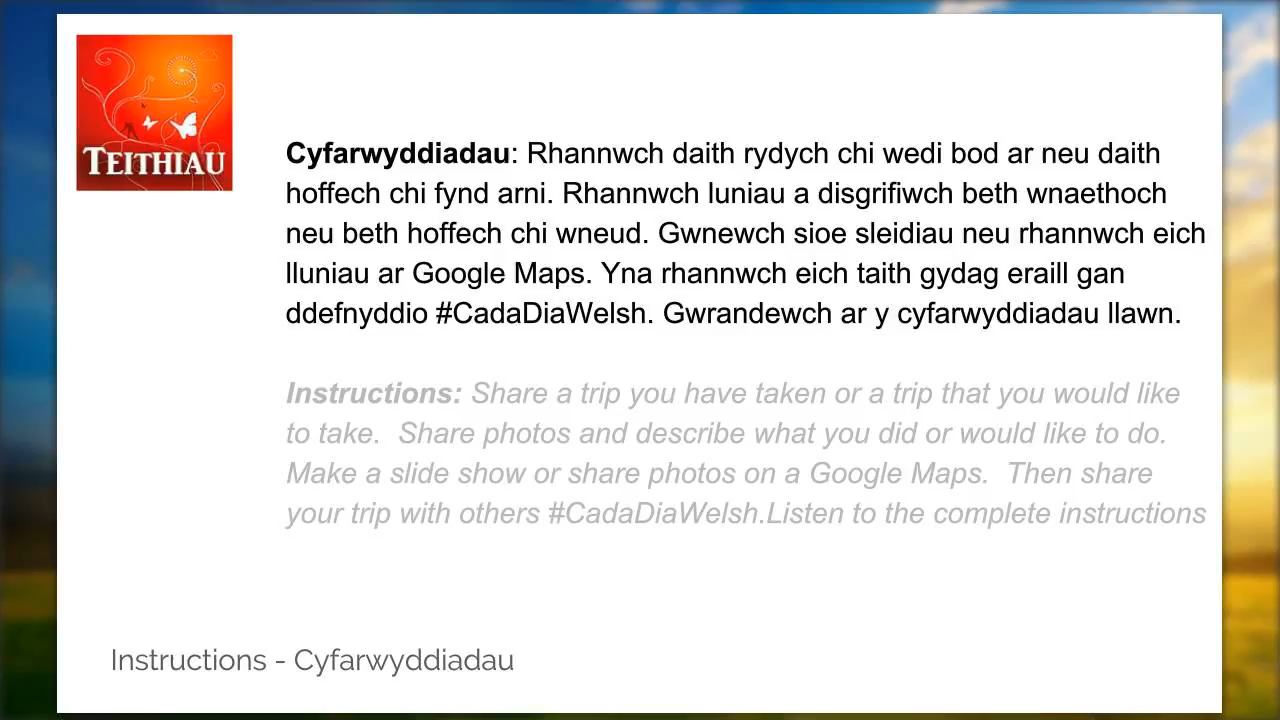 TEITHIAU
Cyfarwyddiadau: Rhannwch daith rydych chi wedi bod ar neu daith
hoffech chi fynd arni. Rhannwch luniau a disgrifiwch beth wnaethoch
neu beth hoffech chi wneud. Gwnewch sioe sleidiau neu rhannwch eich
lluniau ar Google Maps. Yna rhannwch eich taith gydag eraill gan
ddefnyddio #CadaDiaWelsh. Gwrandewch ar y cyfarwyddiadau llawn.
Instructions: Share a trip you have taken or a trip that you would like
to take.  Share photos and describe what you did or would like to do.
Make a slide show or share photos on a Google Maps.  Then share
your trip with others #CadaDiaWelsh.Listen to the complete instructions
Instructions - Cyfarwyddiadau